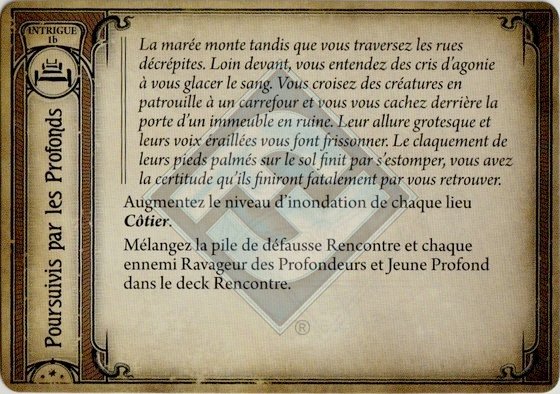 INTRIGUE
1b
Poursuivis par les Profonds
La marée monte tandis que vous traversez les rues
décrépites. Loin devant, vous entendez des cris d'agonie
à vous glacer le sang. Vous croisez des créatures en
patrouille à un carrefour et vous vous cachez derrière la
porte d'un immeuble en ruine. Leur allure grotesque et
leurs voix éraillées vous font frissonner. Le claquement de
leurs pieds palmés sur le sol finit par s'estomper, vous avez
la certitude qu'ils finiront fatalement par vous retrouver.
Augmentez le niveau d'inondation de chaque lieu
Côtier.
Mélangez la pile de défausse Rencontre et chaque
ennemi Ravageur des Profondeurs et Jeune Profond
dans le deck Rencontre.
®